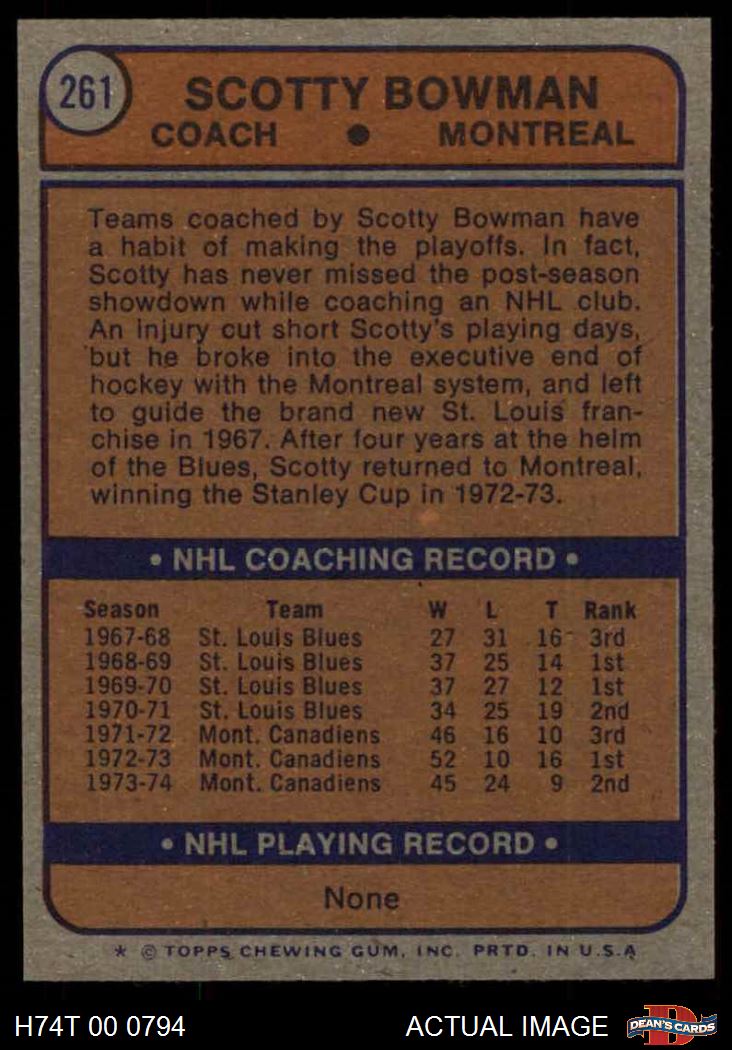 261
SCOTTY BOWMAN
COACH ● MONTREAL
Teams coached by Scotty Bowman have
a habit of making the playoffs. In fact,
Scotty has never missed the post-season
showdown while coaching an NHL club.
An injury cut short Scotty's playing days,
but he broke into the executive end of
hockey with the Montreal system, and left
to guide the brand new St. Louis fran-
chise in 1967. After four years at the helm
of the Blues, Scotty returned to Montreal,
winning the Stanley Cup in 1972-73.
• NHL COACHING RECORD •
Season Team W L T Rank
1967-68 St. Louis Blues 27 31 16 3rd
1968-69 St. Louis Blues 37 25 14 1st
1969-70 St. Louis Blues 37 27 12 1st
1970-71 St. Louis Blues 34 25 19 2nd
1971-72 Mont. Canadiens 46 16 10 3rd
1972-73 Mont. Canadiens 52 10 16 1st
1973-74 Mont. Canadiens 45 24 9 2nd
• NHL PLAYING RECORD •
None
* © TOPPS CHEWING GUM, INC. PRTD. IN U.S.A
H74T 00 0794 ACTUAL IMAGE D DEAN'S CARDS